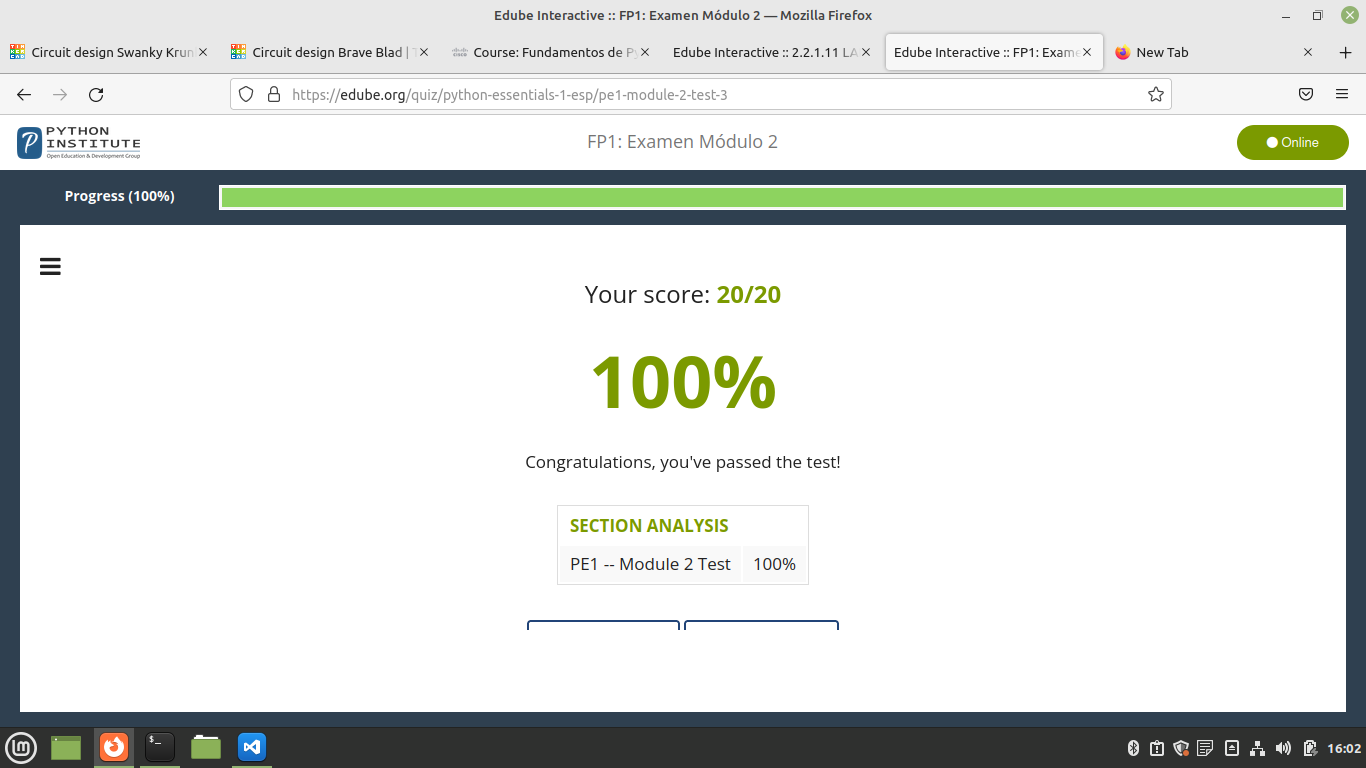 Edube Interactive :: FP1: Examen Módulo 2 — Mozilla Firefox
Circuit design Swanky Krun
Circuit design Brave Blad |
Course: Fundamentos de Py
Edube Interactive :: 2.2.1.11 LA
Edube Interactive :: FP1: Exame
New Tab
https://edube.org/quiz/python-essentials-1-esp/pe1-module-2-test-3
PYTHON
INSTITUTE
Open Education & Development Group
FP1: Examen Módulo 2
Online
Progress (100%)
Your score: 20/20
100%
Congratulations, you've passed the test!
SECTION ANALYSIS
PE1 -- Module 2 Test 100%
16:02